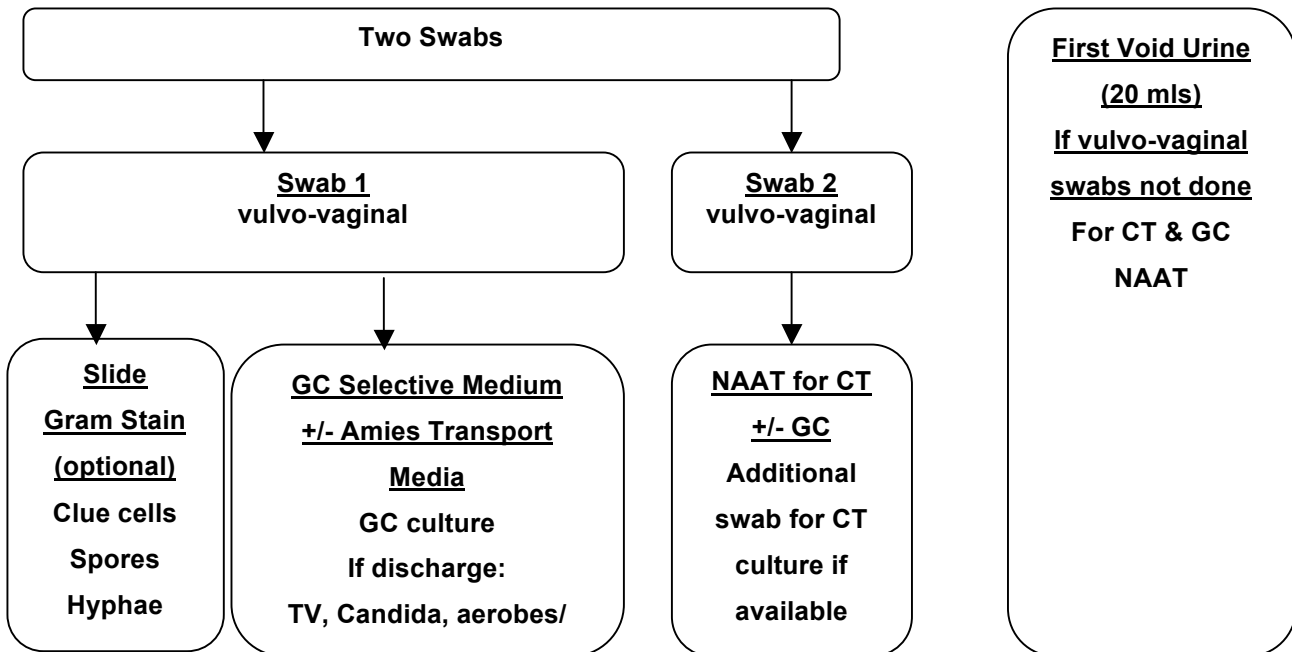 Two Swabs
Swab 1
vulvo-vaginal
Swab 2
vulvo-vaginal
Slide
Gram Stain
(optional)
Clue cells
Spores
Hyphae
GC Selective Medium
+/- Amies Transport
Media
GC culture
If discharge:
TV, Candida, aerobes/
NAAT for CT
+/- GC
Additional
swab for CT
culture if
available
First Void Urine
(20 mls)
If vulvo-vaginal
swabs not done
For CT & GC
NAAT